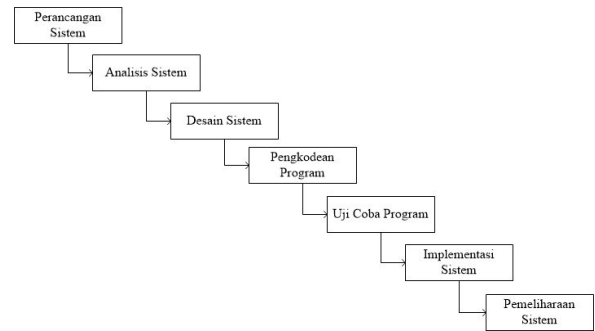 Perancangan
Sistem
Analisis Sistem
Desain Sistem
Pengkodean
Program
Uji Coba Program
Implementasi
Sistem
Pemeliharaan
Sistem